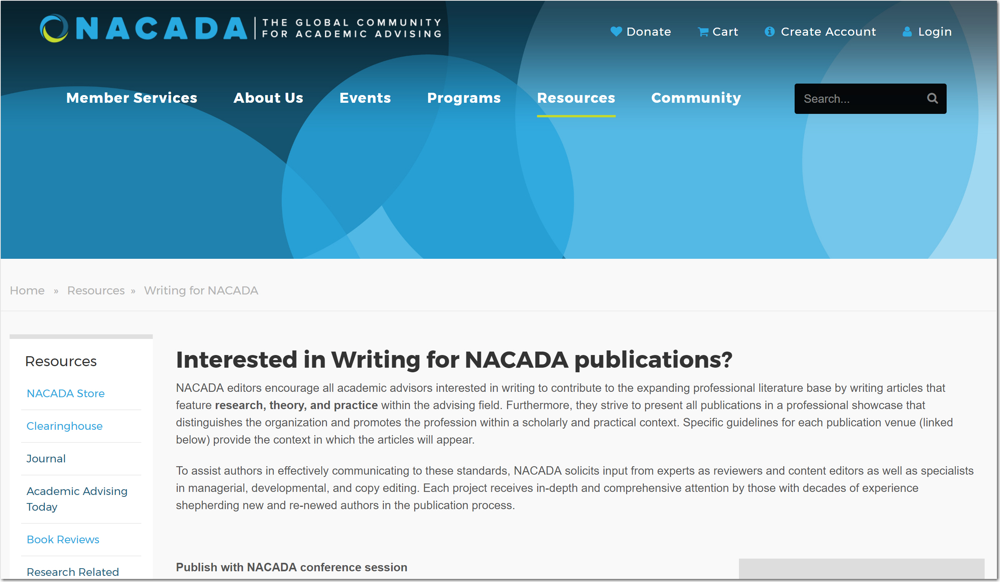 NACADA
THE GLOBAL COMMUNITY
FOR ACADEMIC ADVISING
Donate
Cart
Create Account
Login
Member Services
About Us
Events
Programs
Resources
Community
Search...
Home » Resources » Writing for NACADA
Resources
NACADA Store
Clearinghouse
Journal
Academic Advising
Today
Book Reviews
Research Related
Interested in Writing for NACADA publications?
NACADA editors encourage all academic advisors interested in writing to contribute to the expanding professional literature base by writing articles that
feature research, theory, and practice within the advising field. Furthermore, they strive to present all publications in a professional showcase that
distinguishes the organization and promotes the profession within a scholarly and practical context. Specific guidelines for each publication venue (linked
below) provide the context in which the articles will appear.
To assist authors in effectively communicating to these standards, NACADA solicits input from experts as reviewers and content editors as well as specialists
in managerial, developmental, and copy editing. Each project receives in-depth and comprehensive attention by those with decades of experience
shepherding new and re-newed authors in the publication process.
Publish with NACADA conference session